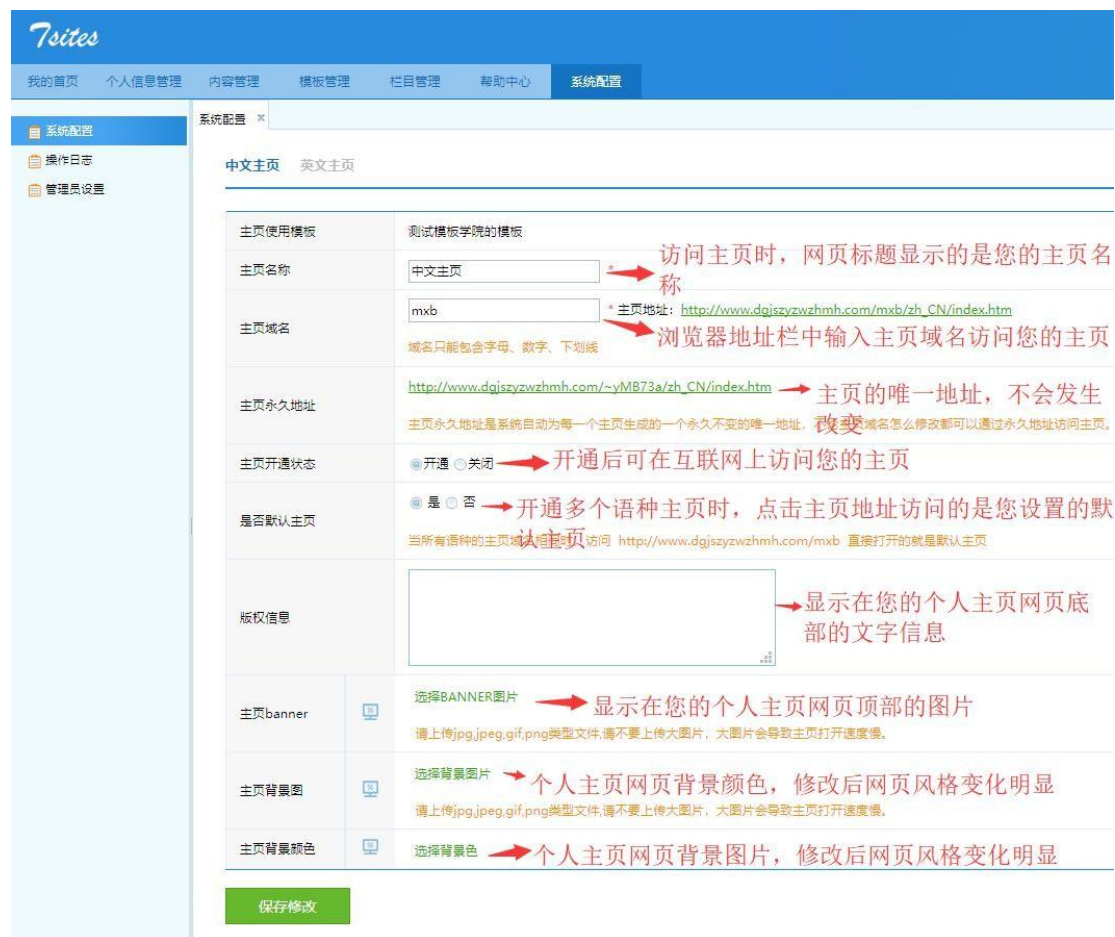 Tsites
我的首页 个人信息管理 内容管理 模板管理 栏目管理 帮助中心 系统配置
系统配置
操作日志
管理员设置
系统配置 ×
中文主页 英文主页
主页使用模板 测试模板学院的模板
主页名称 中文主页 *
访问主页时，网页标题显示的是您的主页名
称
主页域名 mxb * 主页地址：http://www.dgjszyzwzhmh.com/mxb/zh_CN/index.htm
浏览器地址栏中输入主页域名访问您的主页
域名只能包含字母、数字、下划线
主页永久地址 http://www.dgjszyzwzhmh.com/~yMB73a/zh_CN/index.htm
主页的唯一地址，不会发生
改变
主页永久地址是系统自动为每一个主页生成的一个永久不变的唯一地址，域名怎么修改都可以通过永久地址访问主页。
主页开通状态 开通 关闭
开通后可在互联网上访问您的主页
是否默认主页 是 否
开通多个语种主页时，点击主页地址访问的是您设置的默
认主页
当所有语种的主页域名 访问 http://www.dgjszyzwzhmh.com/mxb 直接打开的就是默认主页
版权信息
显示在您的个人主页网页底
部的文字信息
主页banner 选择BANNER图片
显示在您的个人主页网页顶部的图片
请上传jpg,jpeg,gif,png类型文件,请不要上传大图片，大图片会导致主页打开速度慢。
主页背景图 选择背景图片
个人主页网页背景颜色，修改后网页风格变化明显
请上传jpg,jpeg,gif,png类型文件,请不要上传大图片，大图片会导致主页打开速度慢。
主页背景颜色 选择背景色
个人主页网页背景图片，修改后网页风格变化明显
保存修改